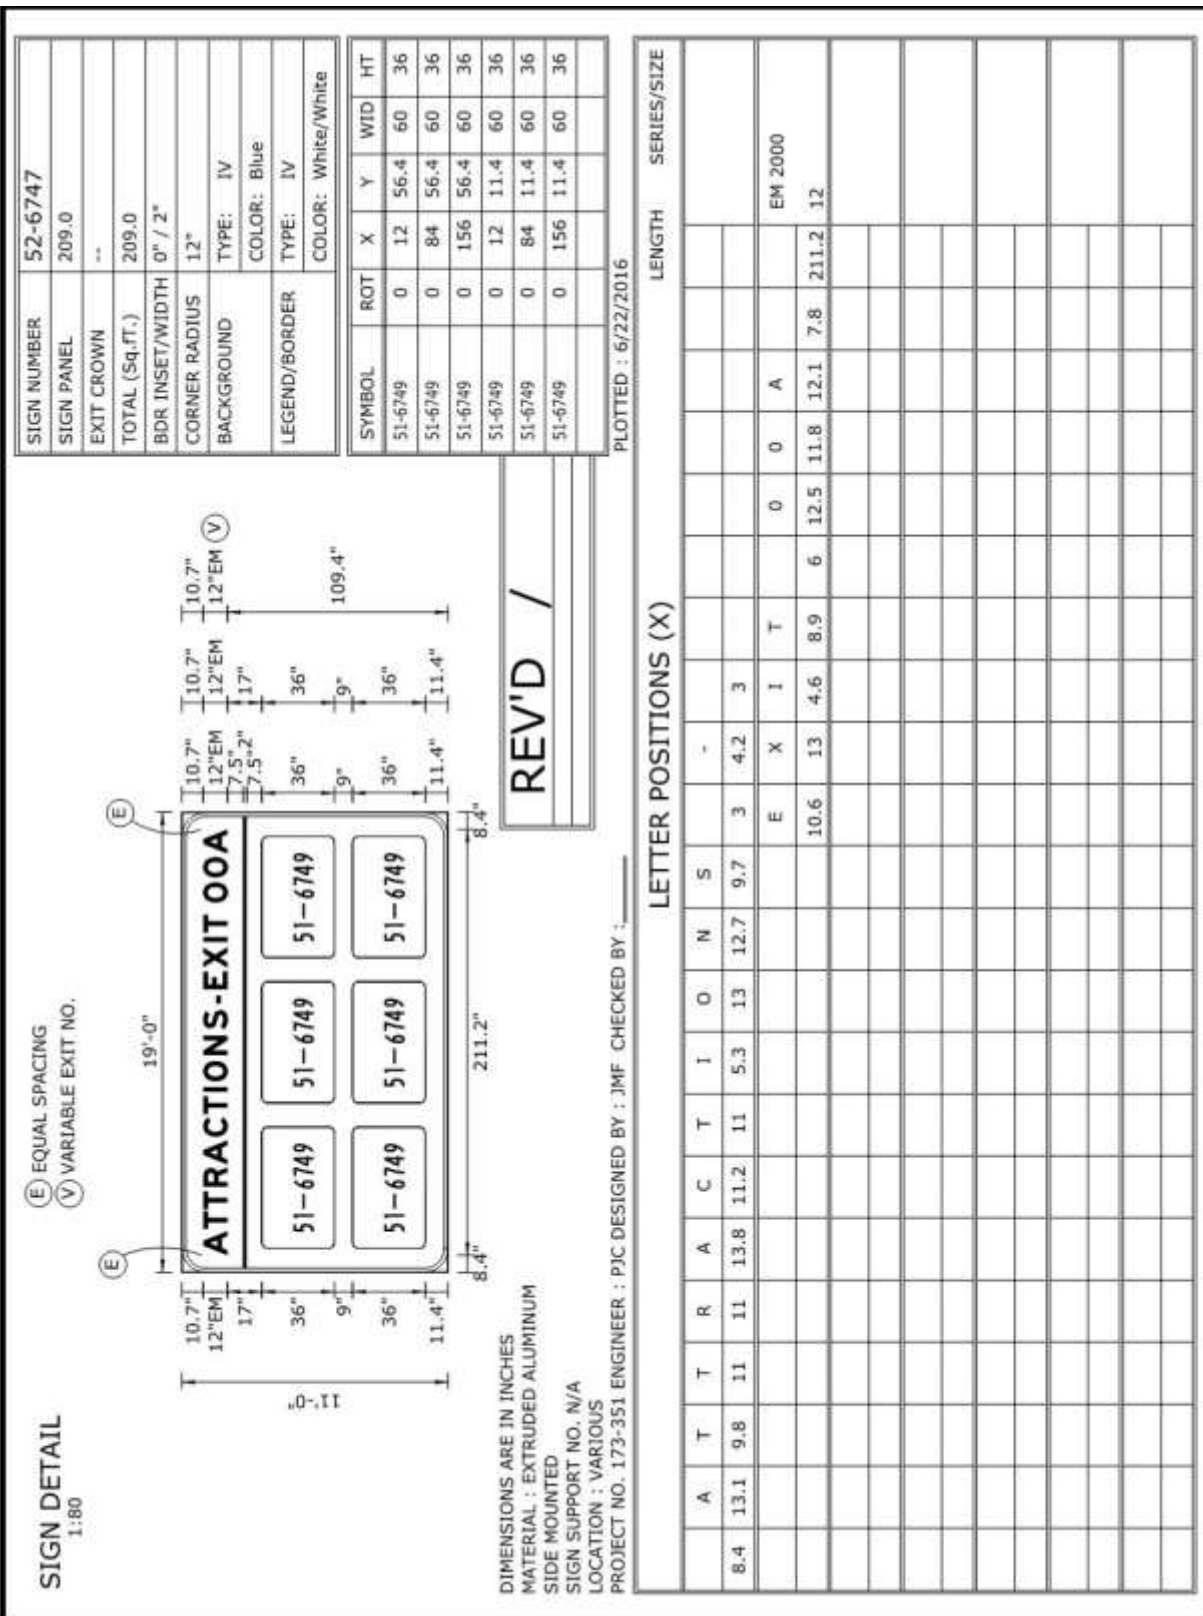 SIGN DETAIL
1:80
Ⓔ EQUAL SPACING
Ⓥ VARIABLE EXIT NO.
19'-0"
E
E
ATTRACTIONS-EXIT 00A
51-6749 51-6749 51-6749
51-6749 51-6749 51-6749
11'-0"
10.7"
12"EM
17"
36"
9"
36"
11.4"
8.4" 211.2" 8.4"
10.7"
12"EM
7.5"
2"
7.5"
36"
9"
36"
11.4"
10.7"
12"EM
17"
36"
9"
36"
11.4"
10.7"
12"EM Ⓥ
109.4"
DIMENSIONS ARE IN INCHES
MATERIAL : EXTRUDED ALUMINUM
SIDE MOUNTED
SIGN SUPPORT NO. N/A
LOCATION : VARIOUS
PROJECT NO. 173-351 ENGINEER : PJC DESIGNED BY : JMF CHECKED BY :
REV'D /
SIGN NUMBER 52-6747
SIGN PANEL 209.0
EXIT CROWN --
TOTAL (Sq.fT.) 209.0
BDR INSET/WIDTH 0" / 2"
CORNER RADIUS 12"
BACKGROUND TYPE: IV
COLOR: Blue
LEGEND/BORDER TYPE: IV
COLOR: White/White
SYMBOL ROT X Y WID HT
51-6749 0 12 56.4 60 36
51-6749 0 84 56.4 60 36
51-6749 0 156 56.4 60 36
51-6749 0 12 11.4 60 36
51-6749 0 84 11.4 60 36
51-6749 0 156 11.4 60 36
PLOTTED : 6/22/2016
LETTER POSITIONS (X) LENGTH SERIES/SIZE
A T T R A C T I O N S -
8.4 13.1 9.8 11 11 13.8 11.2 11 5.3 13 12.7 9.7 3 4.2 3
E X I T 0 0 A EM 2000
10.6 13 4.6 8.9 6 12.5 11.8 12.1 7.8 211.2 12